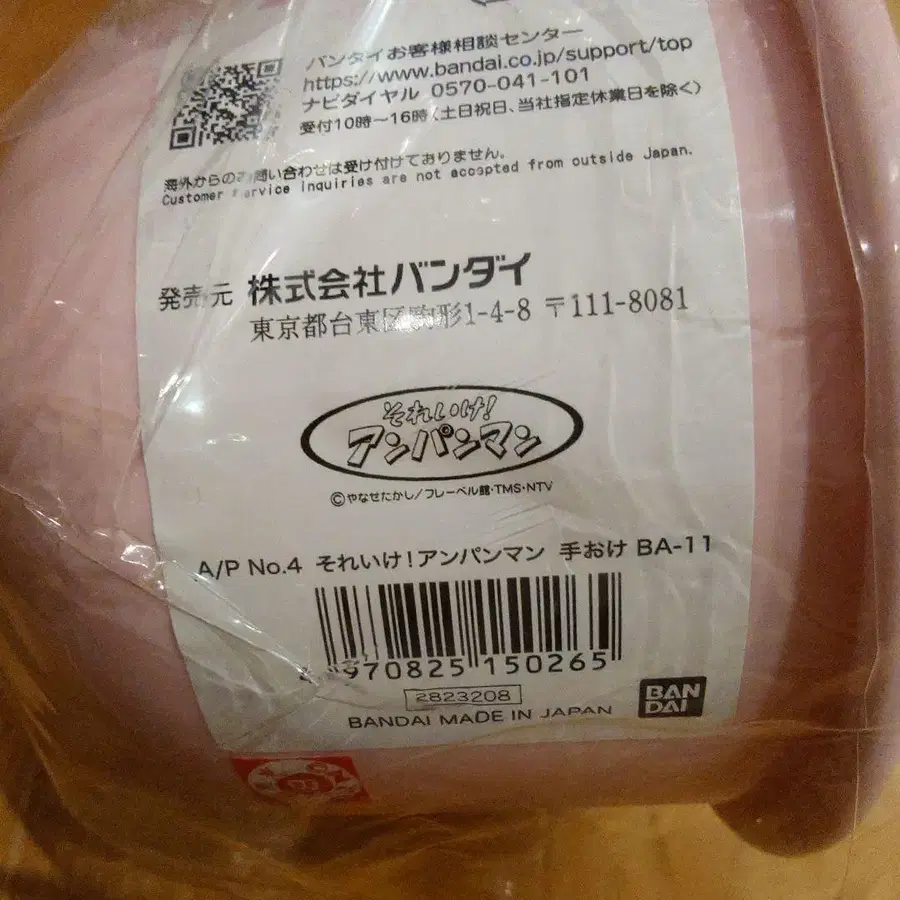 バンダイお客様相談センター
https://www.bandai.co.jp/support/top
ナビダイヤル 0570-041-101
受付10時〜16時(土日祝日、当社指定休業日を除く)
海外からのお問い合わせは受け付けておりません。
Customer Service inquiries are not accepted from outside Japan.
発売元 株式会社バンダイ
東京都台東区駒形1-4-8 〒111-8081
それいけ!
アンパンマン
©やなせたかし/フレーベル館・TMS・NTV
A/P No.4 それいけ!アンパンマン 手おけ BA-11
970825 150265
2823208
BANDAI MADE IN JAPAN
BAN
DAI